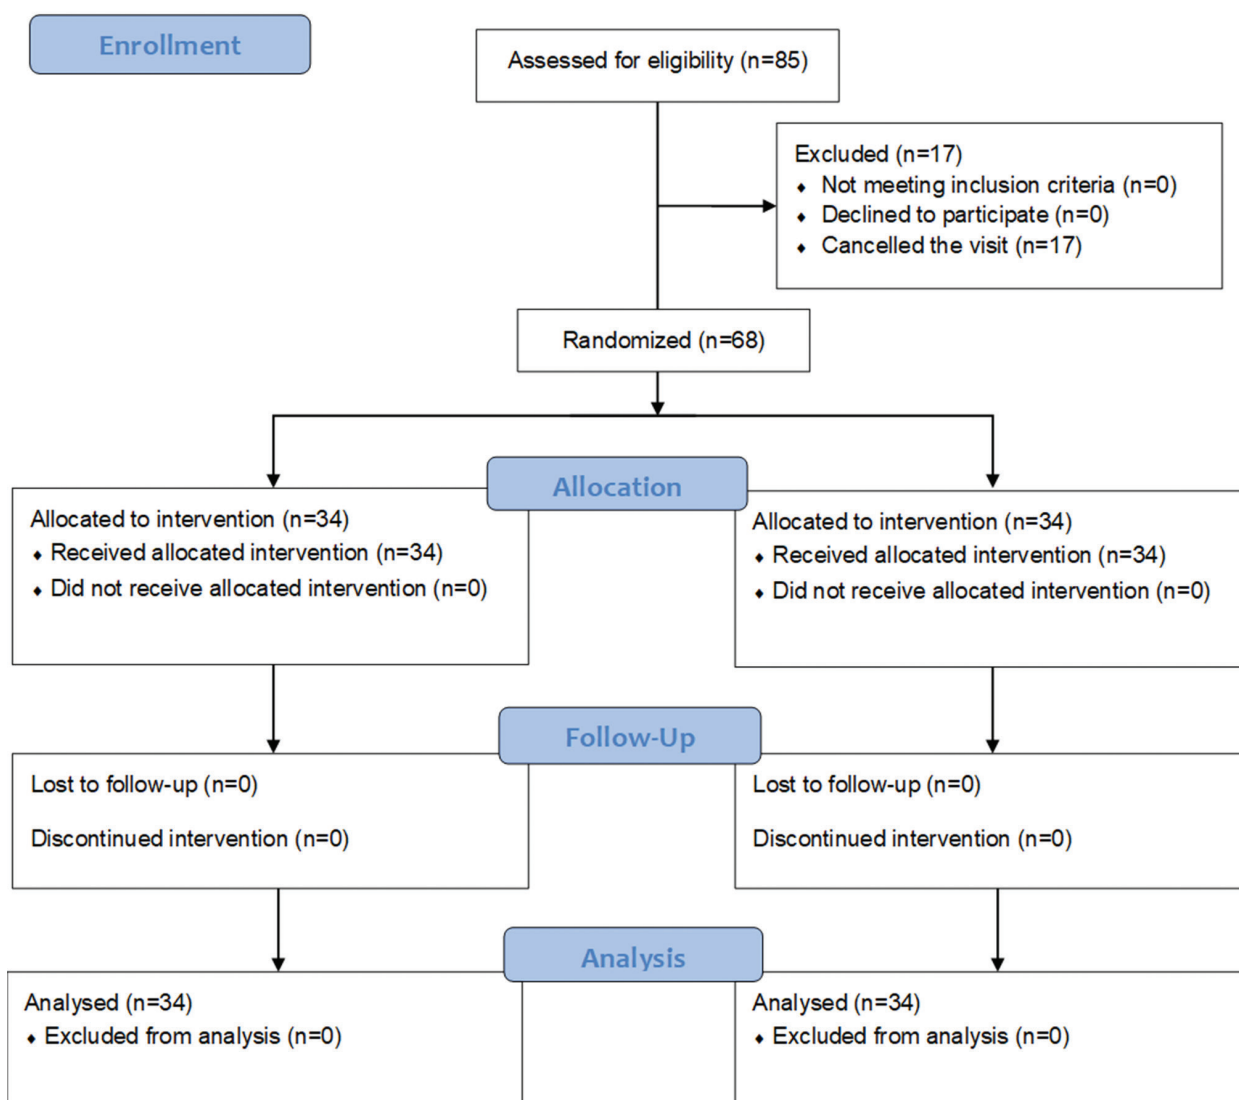 Enrollment
Assessed for eligibility (n=85)
Excluded (n=17)
♦ Not meeting inclusion criteria (n=0)
♦ Declined to participate (n=0)
♦ Cancelled the visit (n=17)
Randomized (n=68)
Allocation
Allocated to intervention (n=34)
♦ Received allocated intervention (n=34)
♦ Did not receive allocated intervention (n=0)
Allocated to intervention (n=34)
♦ Received allocated intervention (n=34)
♦ Did not receive allocated intervention (n=0)
Follow-Up
Lost to follow-up (n=0)
Discontinued intervention (n=0)
Lost to follow-up (n=0)
Discontinued intervention (n=0)
Analysis
Analysed (n=34)
♦ Excluded from analysis (n=0)
Analysed (n=34)
♦ Excluded from analysis (n=0)